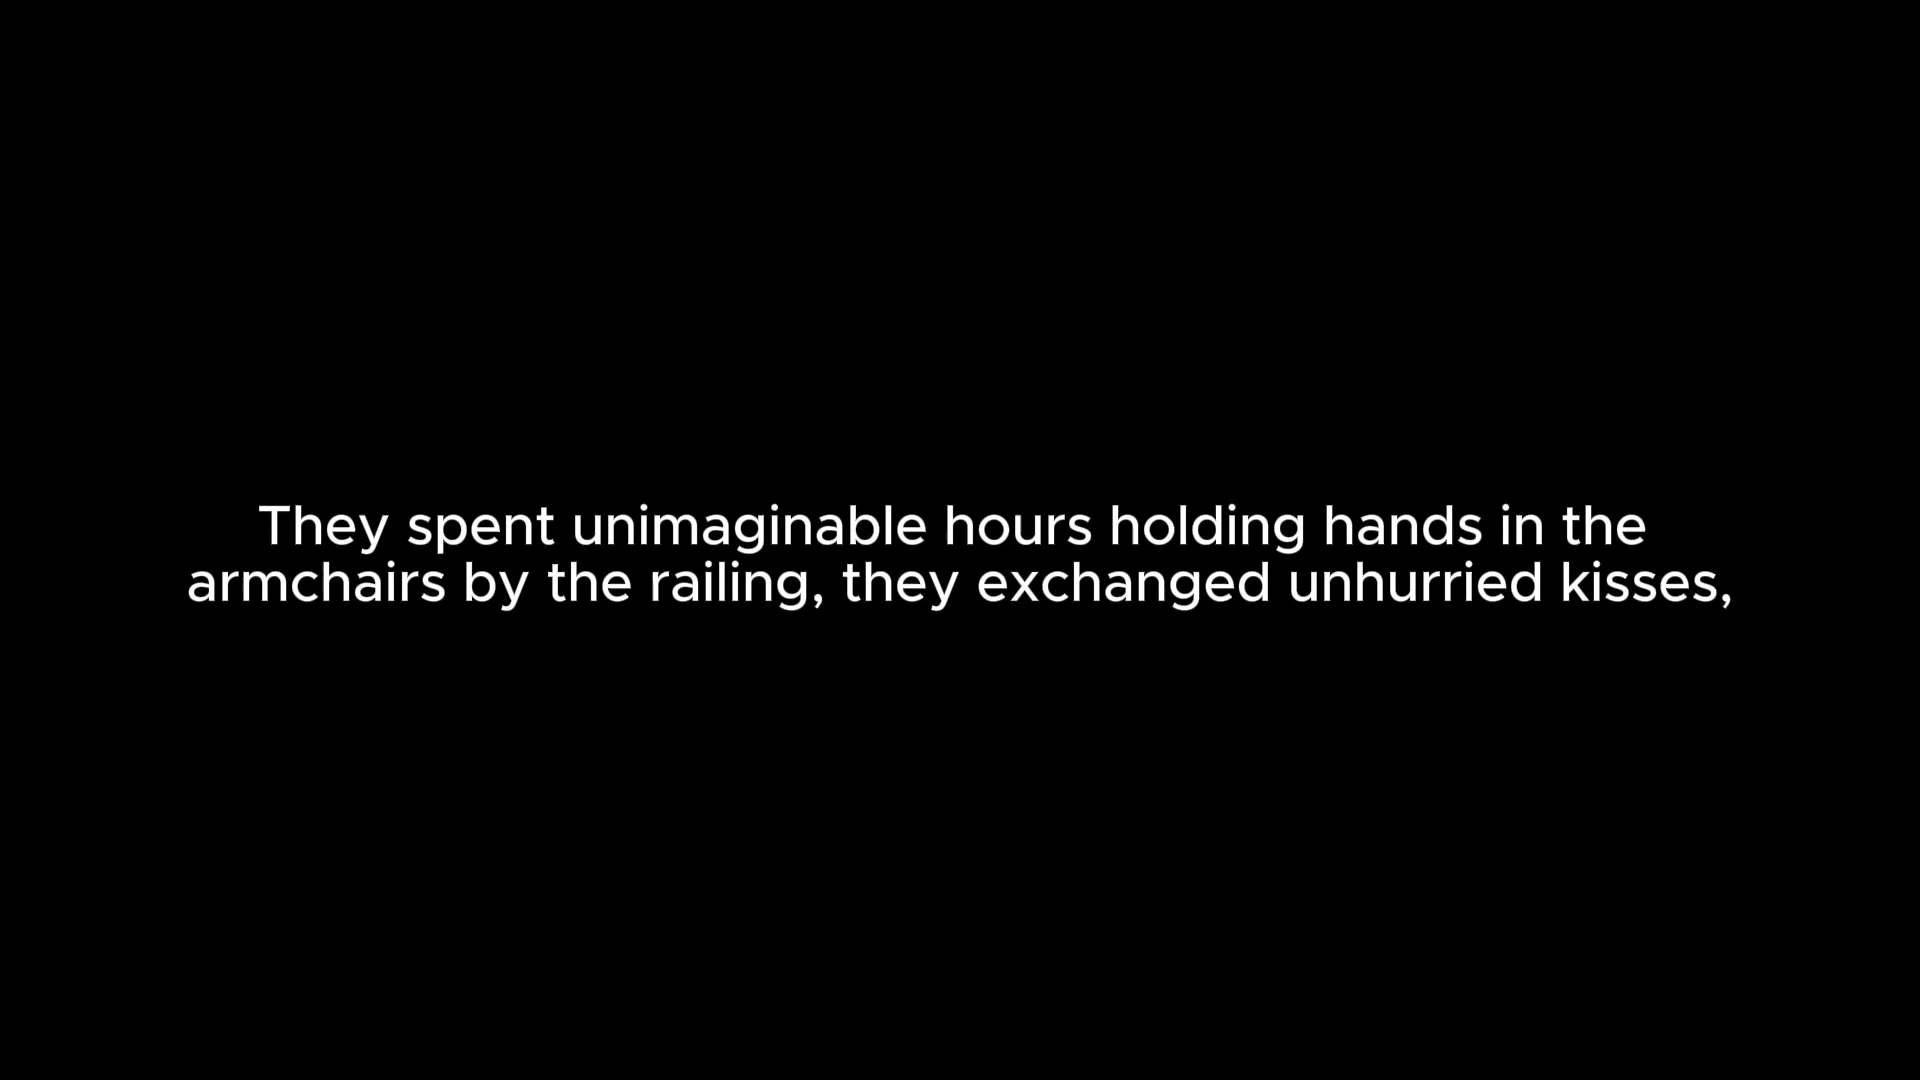 They spent unimaginable hours holding hands in the
armchairs by the railing, they exchanged unhurried kisses,